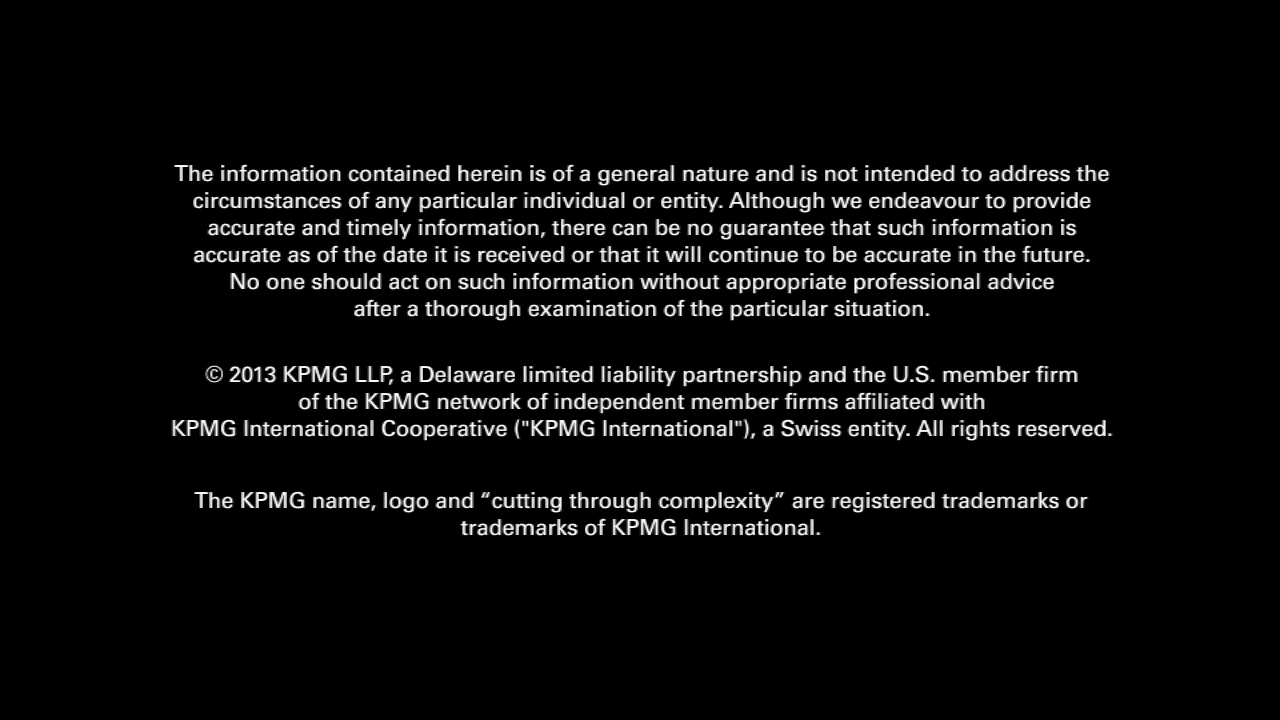 The information contained herein is of a general nature and is not intended to address the
circumstances of any particular individual or entity. Although we endeavour to provide
accurate and timely information, there can be no guarantee that such information is
accurate as of the date it is received or that it will continue to be accurate in the future.
No one should act on such information without appropriate professional advice
after a thorough examination of the particular situation.
© 2013 KPMG LLP, a Delaware limited liability partnership and the U.S. member firm
of the KPMG network of independent member firms affiliated with
KPMG International Cooperative ("KPMG International"), a Swiss entity. All rights reserved.
The KPMG name, logo and “cutting through complexity” are registered trademarks or
trademarks of KPMG International.